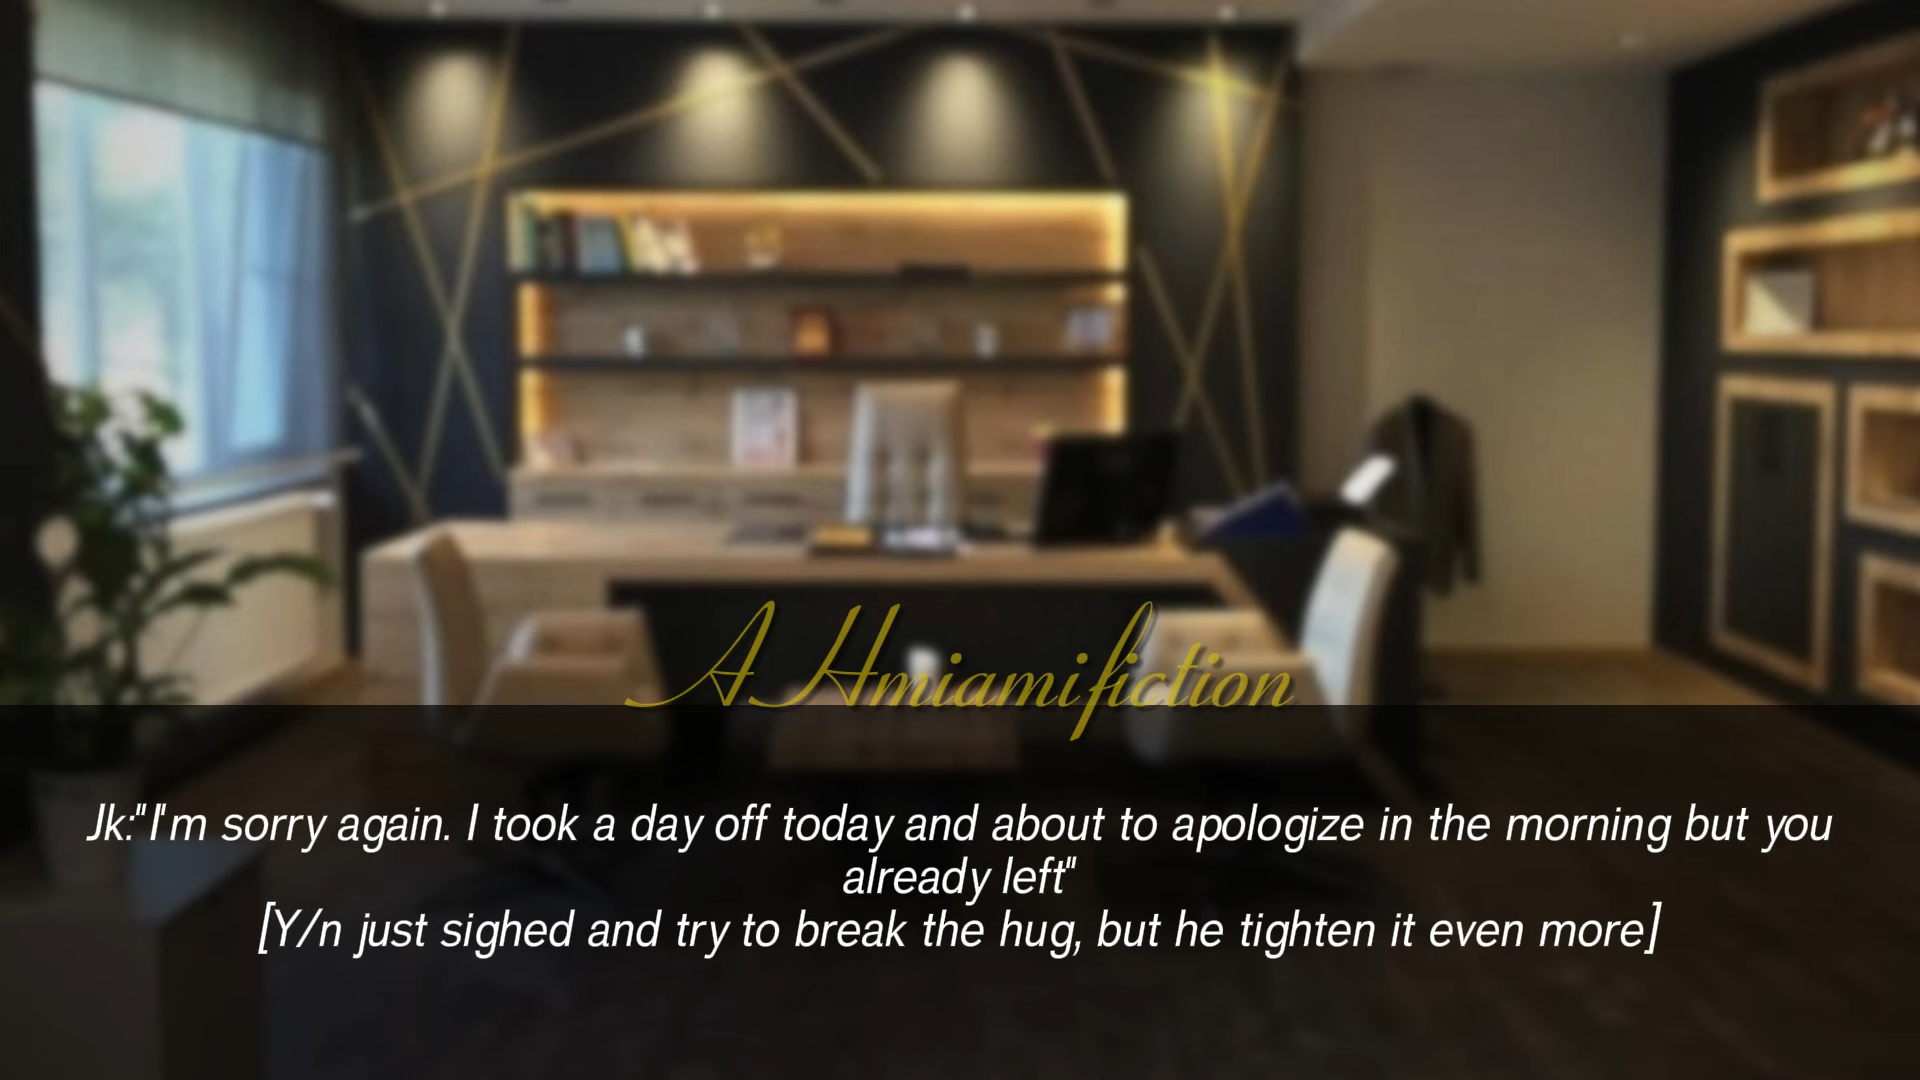 A Hmiamifiction
Jk:"I'm sorry again. I took a day off today and about to apologize in the morning but you
already left"
[Y/n just sighed and try to break the hug, but he tighten it even more]